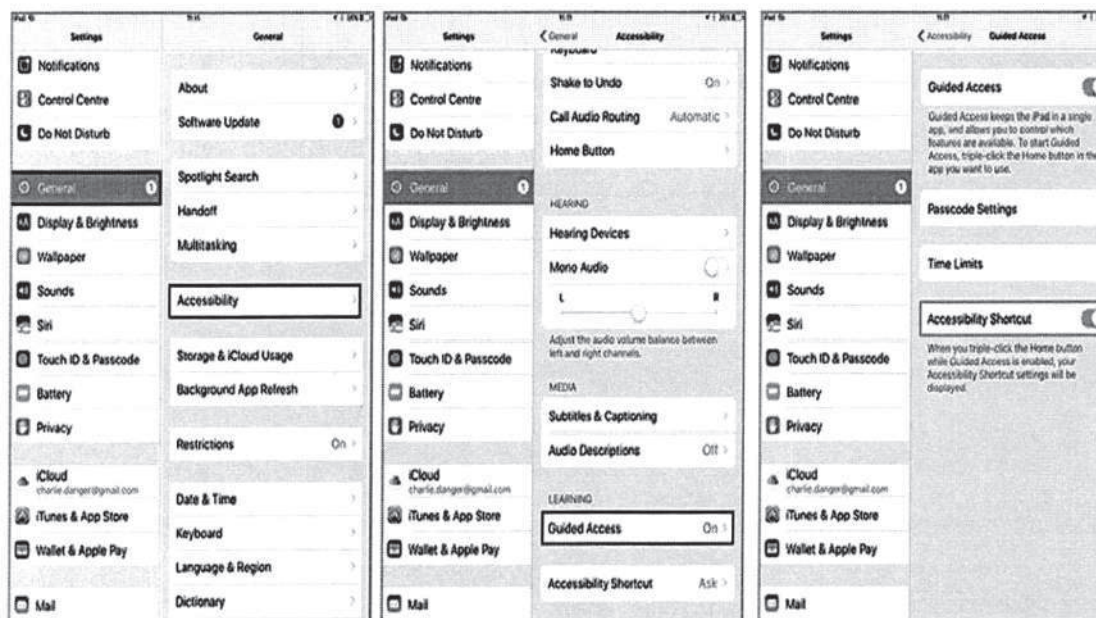 iPad
Settings
Notifications
Control Centre
Do Not Disturb
General 1
Display & Brightness
Wallpaper
Sounds
Siri
Touch ID & Passcode
Battery
Privacy
iCloud
charlie.danger@gmail.com
iTunes & App Store
Wallet & Apple Pay
Mail
General
About
Software Update 1
Spotlight Search
Handoff
Multitasking
Accessibility
Storage & iCloud Usage
Background App Refresh
Restrictions On
Date & Time
Keyboard
Language & Region
Dictionary
iPad
Settings
Notifications
Control Centre
Do Not Disturb
General 1
Display & Brightness
Wallpaper
Sounds
Siri
Touch ID & Passcode
Battery
Privacy
iCloud
charlie.danger@gmail.com
iTunes & App Store
Wallet & Apple Pay
Mail
General Accessibility
Keyboard
Shake to Undo On
Call Audio Routing Automatic
Home Button
HEARING
Hearing Devices
Mono Audio
L R
Adjust the audio volume balance between
left and right channels.
MEDIA
Subtitles & Captioning
Audio Descriptions Off
LEARNING
Guided Access On
Accessibility Shortcut Ask
iPad
Settings
Notifications
Control Centre
Do Not Disturb
General 1
Display & Brightness
Wallpaper
Sounds
Siri
Touch ID & Passcode
Battery
Privacy
iCloud
charlie.danger@gmail.com
iTunes & App Store
Wallet & Apple Pay
Mail
Accessibility Guided Access
Guided Access
Guided Access keeps the iPad in a single
app, and allows you to control which
features are available. To start Guided
Access, triple-click the Home button in the
app you want to use.
Passcode Settings
Time Limits
Accessibility Shortcut
When you triple-click the Home button
while Guided Access is enabled, your
Accessibility Shortcut settings will be
displayed.